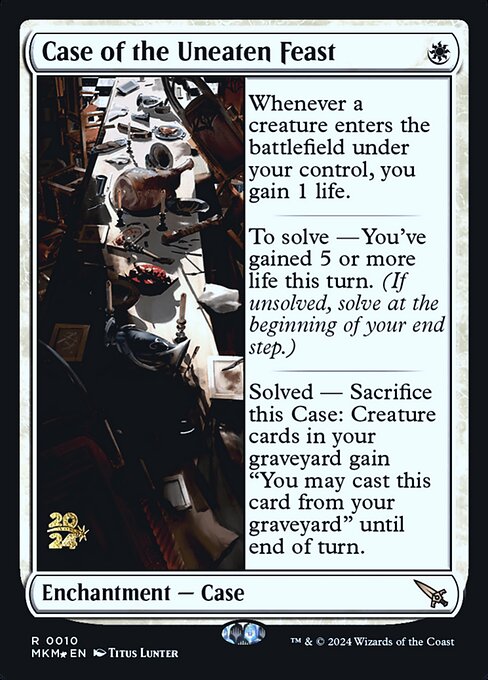 Case of the Uneaten Feast
Whenever a
creature enters the
battlefield under
your control, you
gain 1 life.
To solve — You’ve
gained 5 or more
life this turn. (If
unsolved, solve at the
beginning of your end
step.)
Solved — Sacrifice
this Case: Creature
cards in your
graveyard gain
“You may cast this
card from your
graveyard” until
end of turn.
2024
Enchantment — Case
R 0010
MKM★EN Titus Lunter
™ & © 2024 Wizards of the Coast